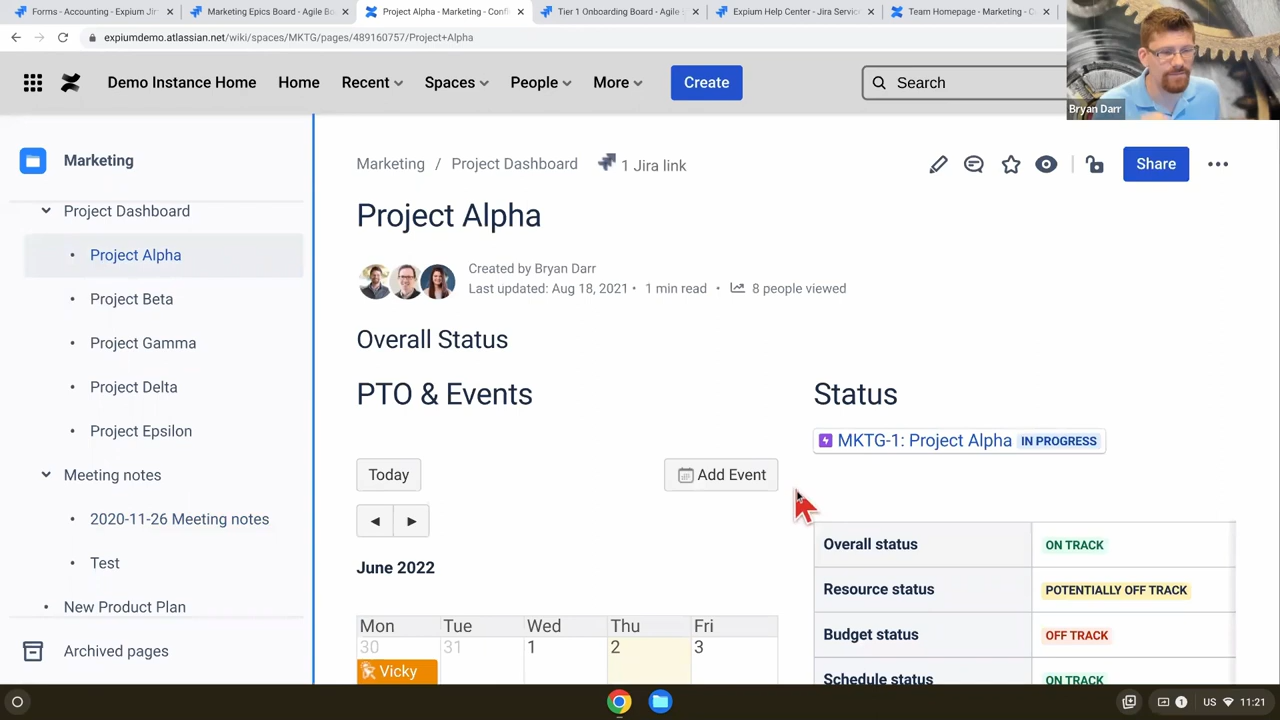 Forms - Accounting - Expium Jir
Marketing Epics Board - Agile Bo
Project Alpha - Marketing - Confl
Tier 1 Onboarding Board - Agile
Expium Help Center - Jira Service
Team Homepage - Marketing - C
expiumdemo.atlassian.net/wiki/spaces/MKTG/pages/489160757/Project+Alpha
Demo Instance Home
Home
Recent
Spaces
People
More
Create
Search
Bryan Darr
Marketing
Project Dashboard
Project Alpha
Project Beta
Project Gamma
Project Delta
Project Epsilon
Meeting notes
2020-11-26 Meeting notes
Test
New Product Plan
Archived pages
Marketing / Project Dashboard 1 Jira link
Share
Project Alpha
Created by Bryan Darr
Last updated: Aug 18, 2021 • 1 min read • 8 people viewed
Overall Status
PTO & Events
Today
Add Event
June 2022
Mon Tue Wed Thu Fri
30 31 1 2 3
Vicky
Status
MKTG-1: Project Alpha IN PROGRESS
Overall status ON TRACK
Resource status POTENTIALLY OFF TRACK
Budget status OFF TRACK
Schedule status ON TRACK
1 US 11:21